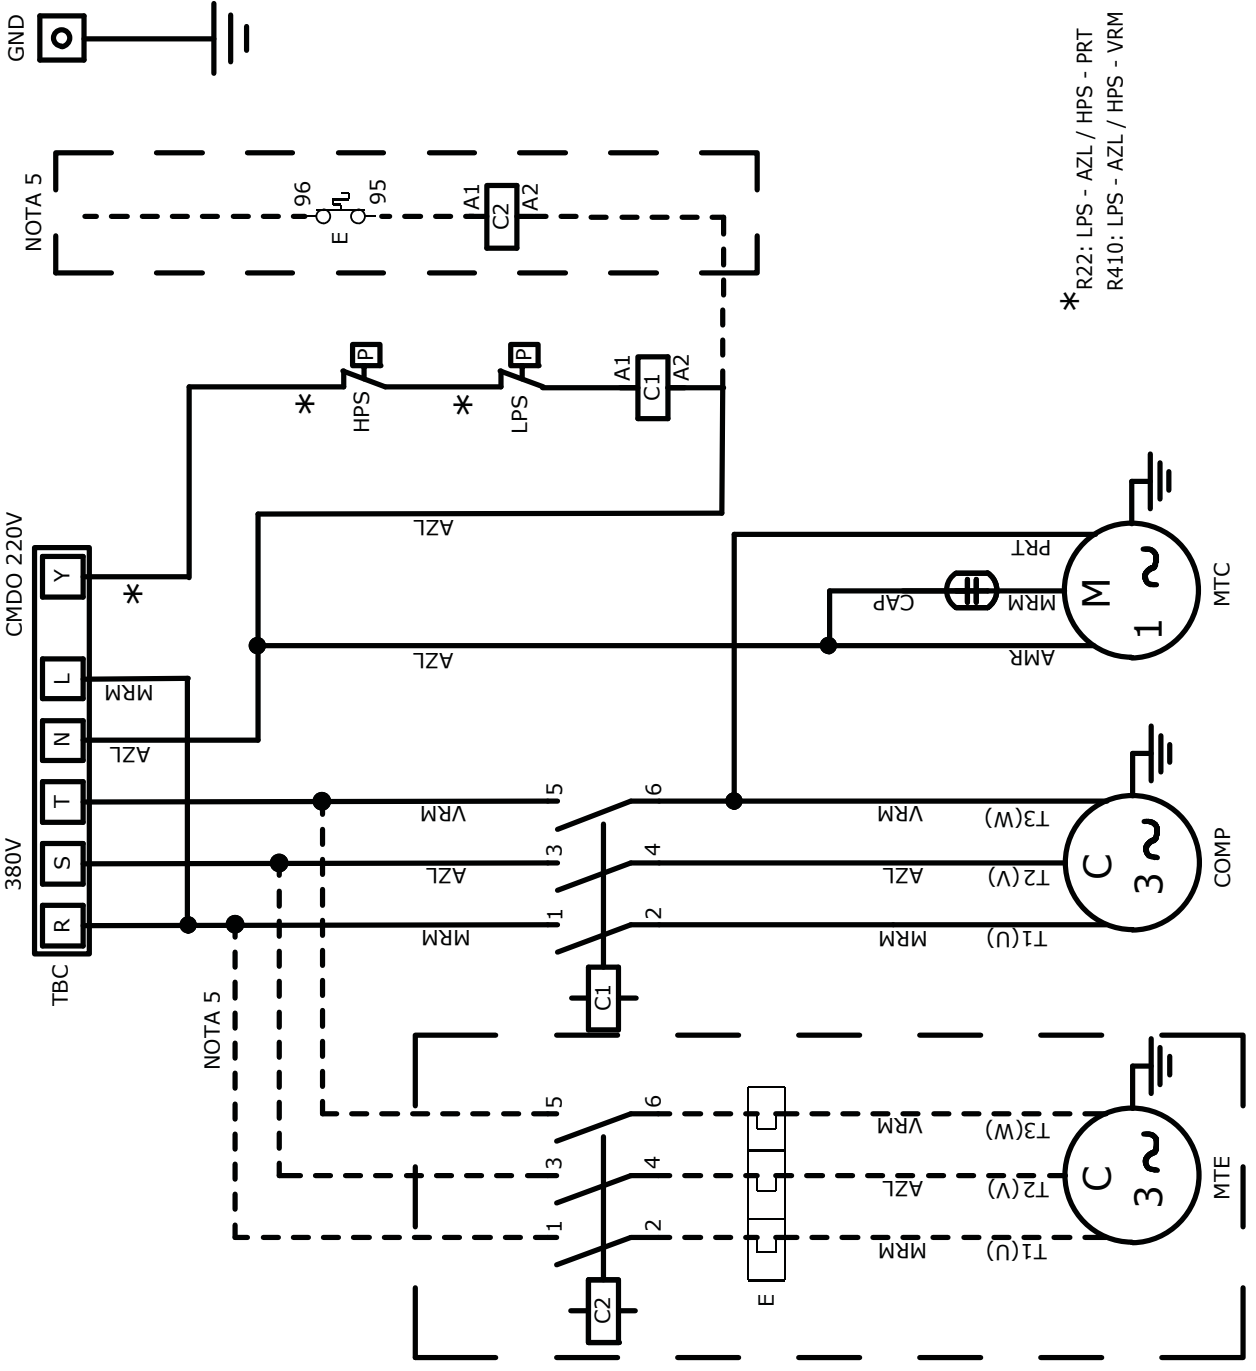 GND
NOTA 5
96
95
E
A1
C2
A2
P
P
HPS
LPS
A1
C1
A2
*
*
* R22: LPS - AZL / HPS - PRT
R410: LPS - AZL / HPS - VRM
CMDO 220V
380V
TBC
R
S
T
N
L
Y
*
MRM
AZL
AZL
AZL
PRT
CAP
MRM
AMR
M
1
MTC
VRM
AZL
MRM
5
3
1
6
4
2
C1
VRM
AZL
MRM
T3(W)
T2(V)
T1(U)
C
3
COMP
NOTA 5
5
3
1
6
4
2
C2
E
VRM
AZL
MRM
T3(W)
T2(V)
T1(U)
C
3
MTE